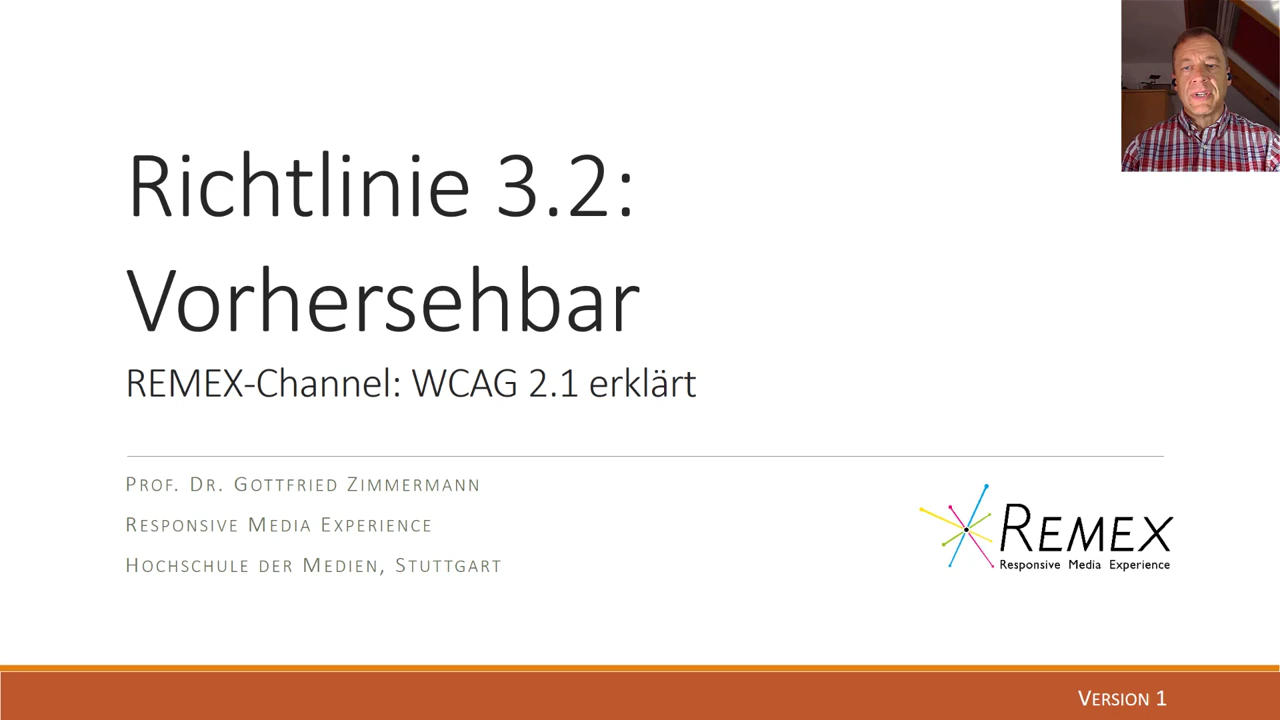 Richtlinie 3.2:
Vorhersehbar
REMEX-Channel: WCAG 2.1 erklärt
Prof. Dr. Gottfried Zimmermann
Responsive Media Experience
Hochschule der Medien, Stuttgart
Remex
Responsive Media Experience
Version 1